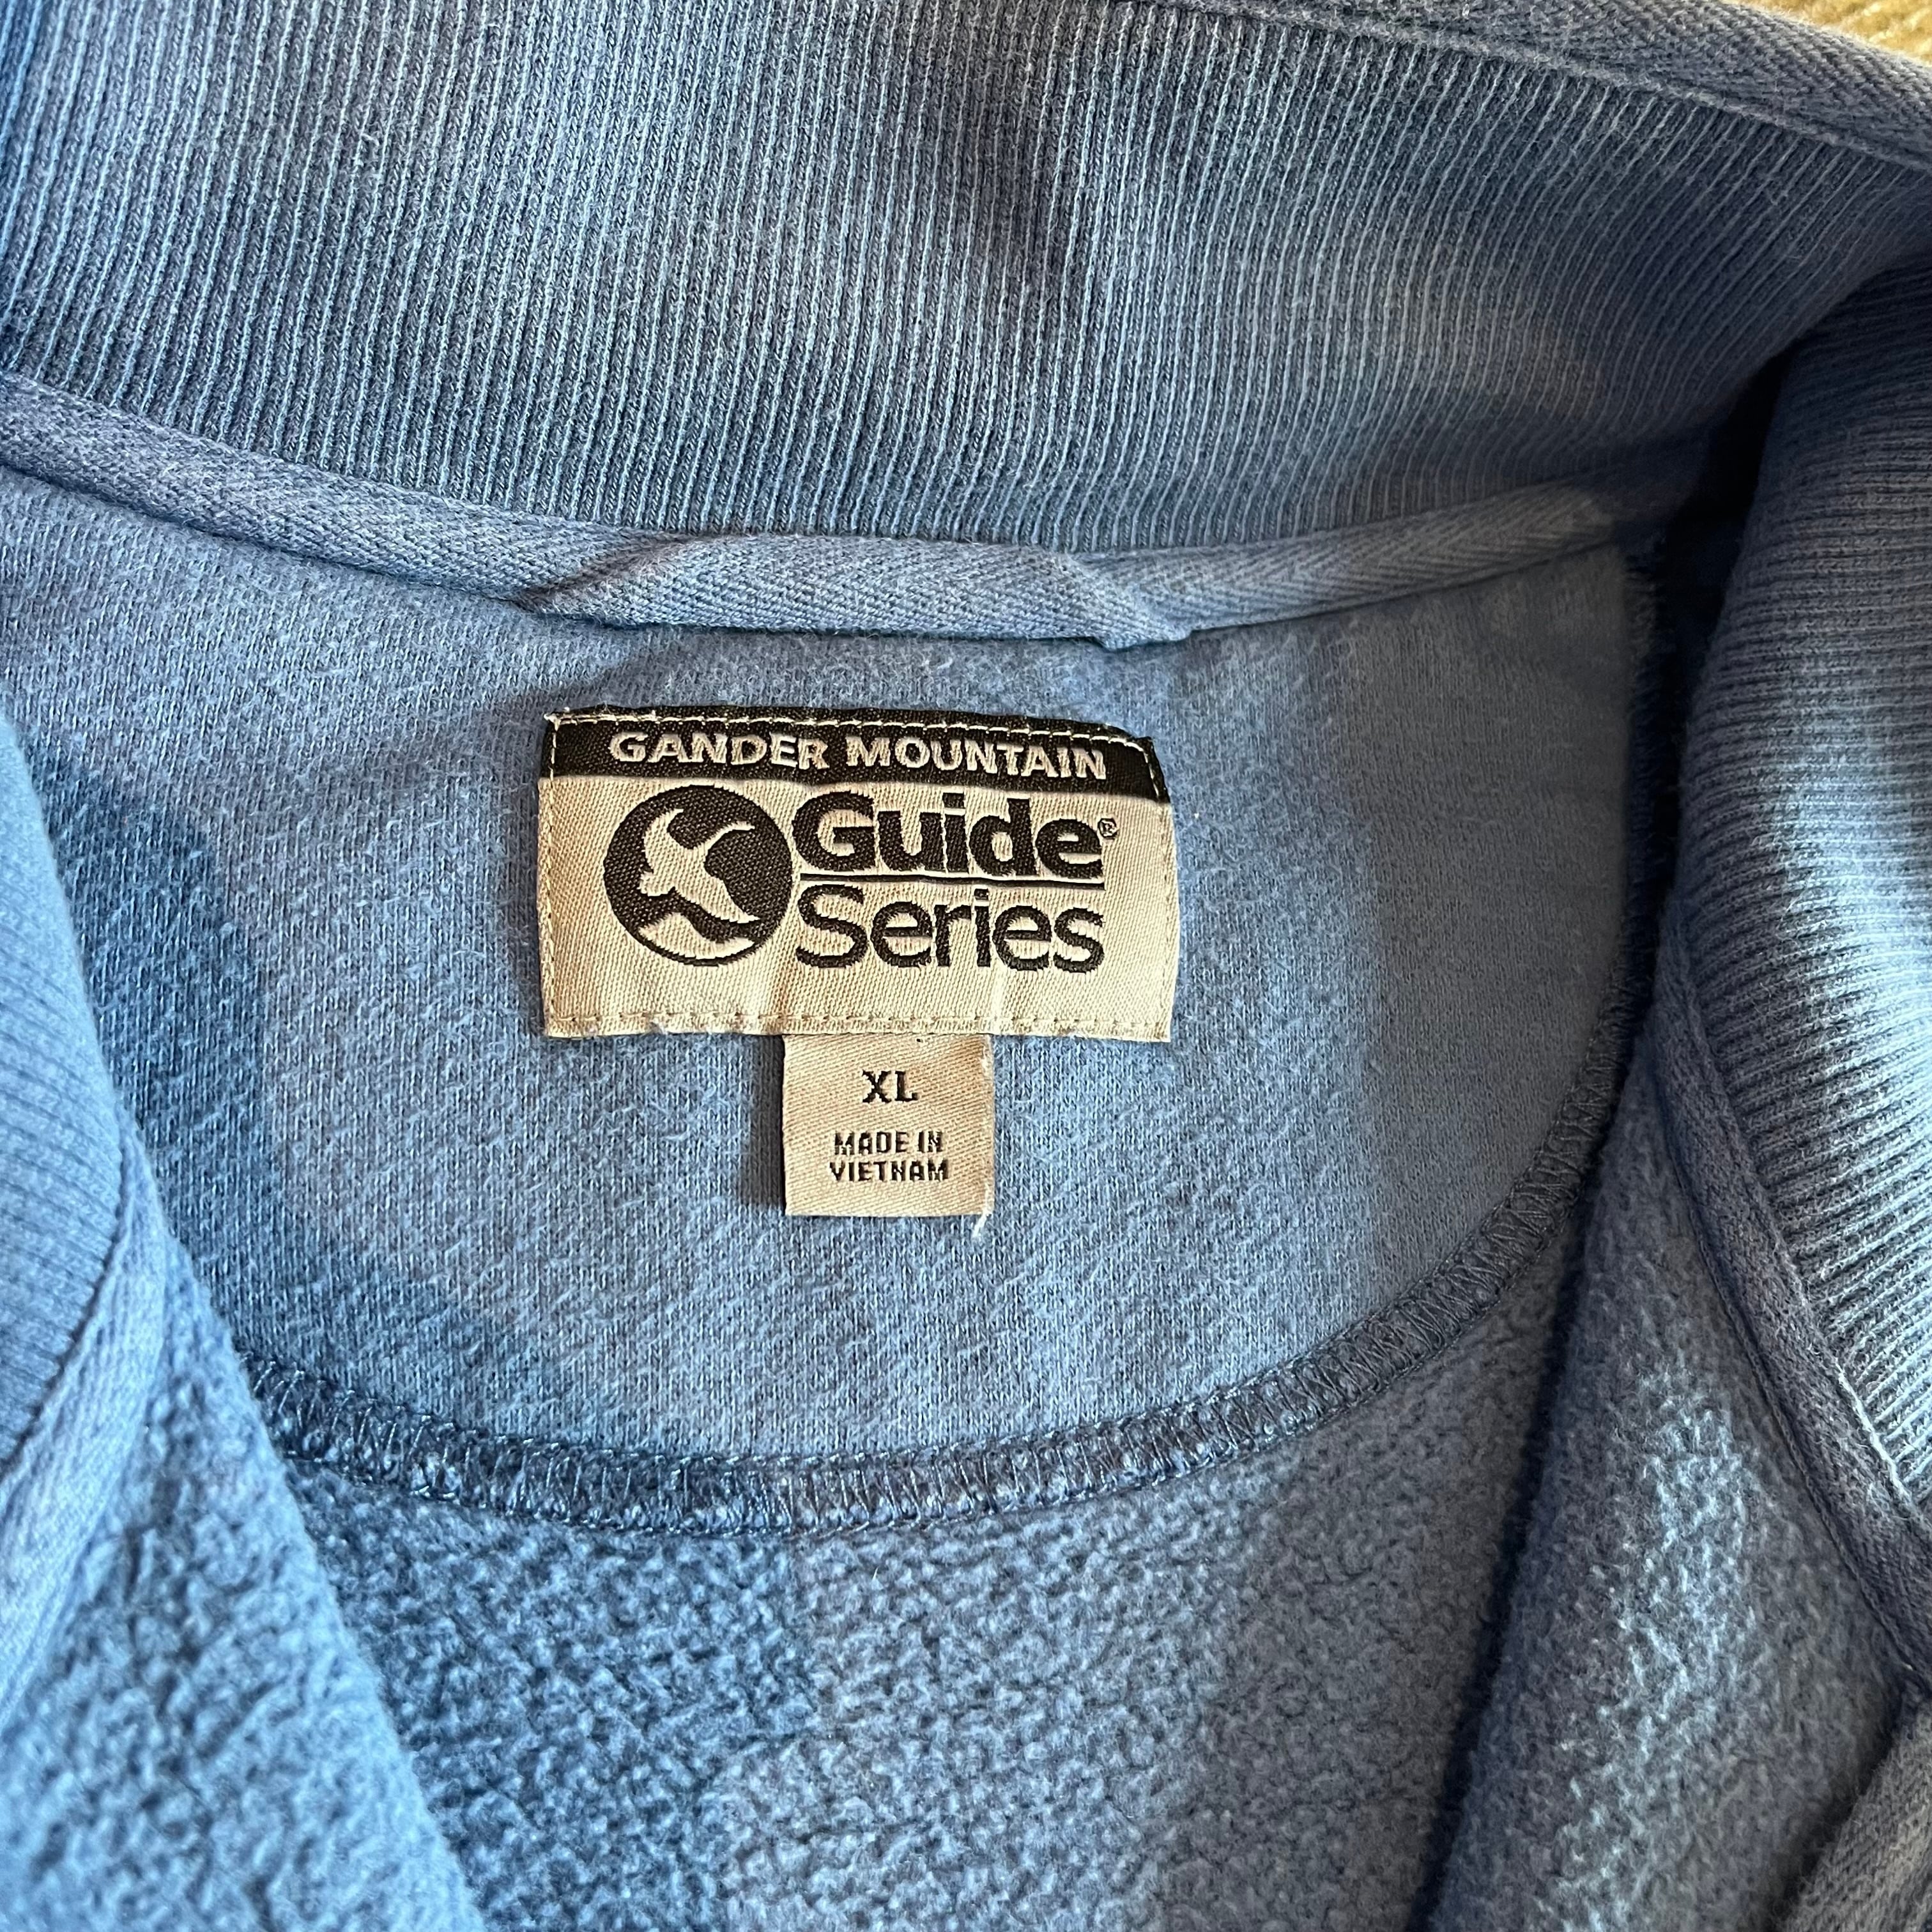 GANDER MOUNTAIN
Guide®
Series
XL
MADE IN
VIETNAM